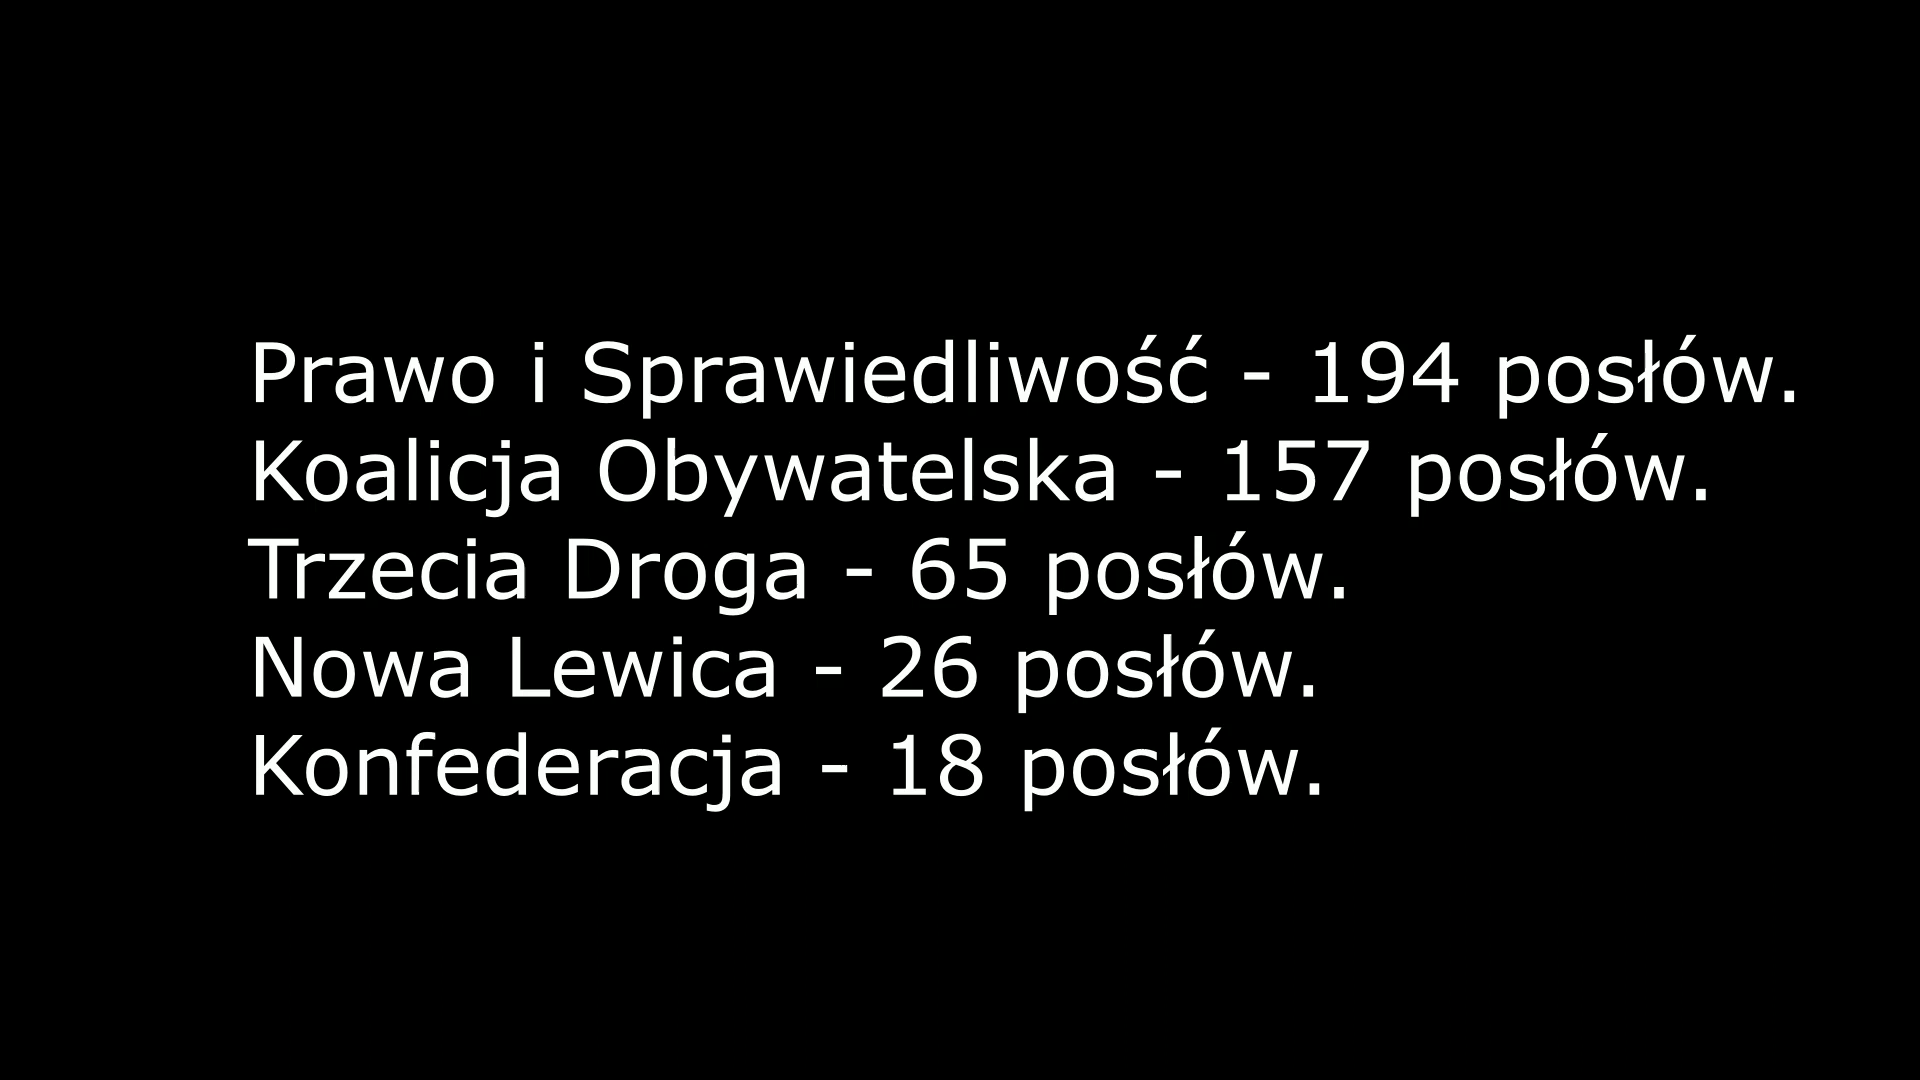 Prawo i Sprawiedliwość - 194 posłów.
Koalicja Obywatelska - 157 posłów.
Trzecia Droga - 65 posłów.
Nowa Lewica - 26 posłów.
Konfederacja - 18 posłów.